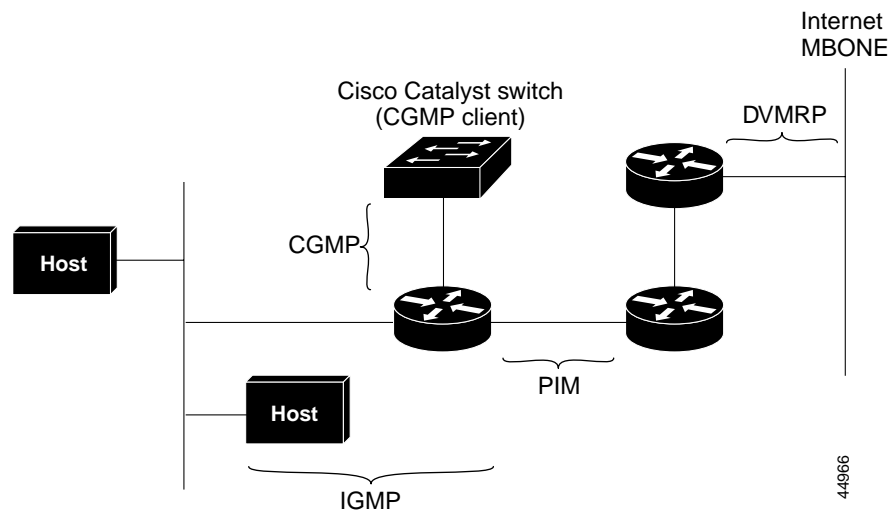 Internet
MBONE
Cisco Catalyst switch
(CGMP client)
DVMRP
CGMP
Host
PIM
Host
IGMP
44966